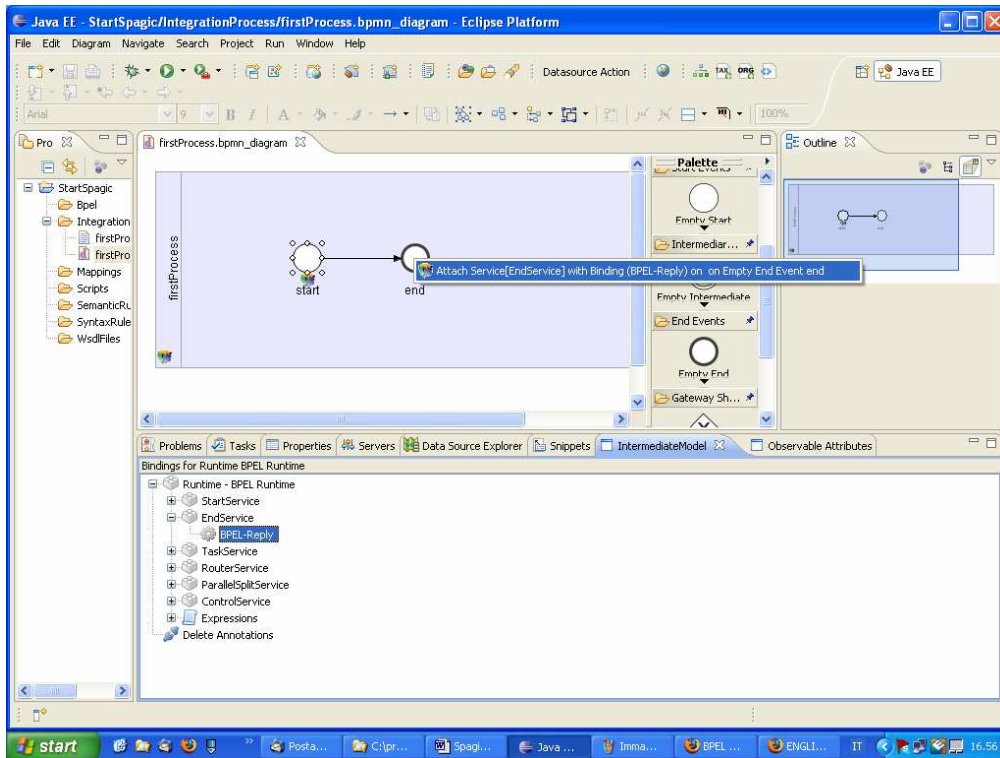 Java EE - StartSpagic/IntegrationProcess/firstProcess.bpmn_diagram - Eclipse Platform
File Edit Diagram Navigate Search Project Run Window Help
Datasource Action TAX ORG Java EE
Arial 9 B I A 100%
Pro
firstProcess.bpmn_diagram
Outline
StartSpagic
Bpel
Integration
firstPro
firstPro
Mappings
Scripts
SemanticRu
SyntaxRule
WsdlFiles
firstProcess
start
end
Attach Service[EndService] with Binding (BPEL-Reply) on on Empty End Event end
Palette
Start Events
Empty Start
Intermediar...
Empty Intermediate
End Events
Empty End
Gateway Sh...
Problems Tasks Properties Servers Data Source Explorer Snippets IntermediateModel Observable Attributes
Bindings for Runtime BPEL Runtime
Runtime - BPEL Runtime
StartService
EndService
BPEL-Reply
TaskService
RouterService
ParallelSplitService
ControlService
Expressions
Delete Annotations
start Posta... C:\pr... Spagi... Java ... Imma... BPEL ... ENGLI... IT 16.56